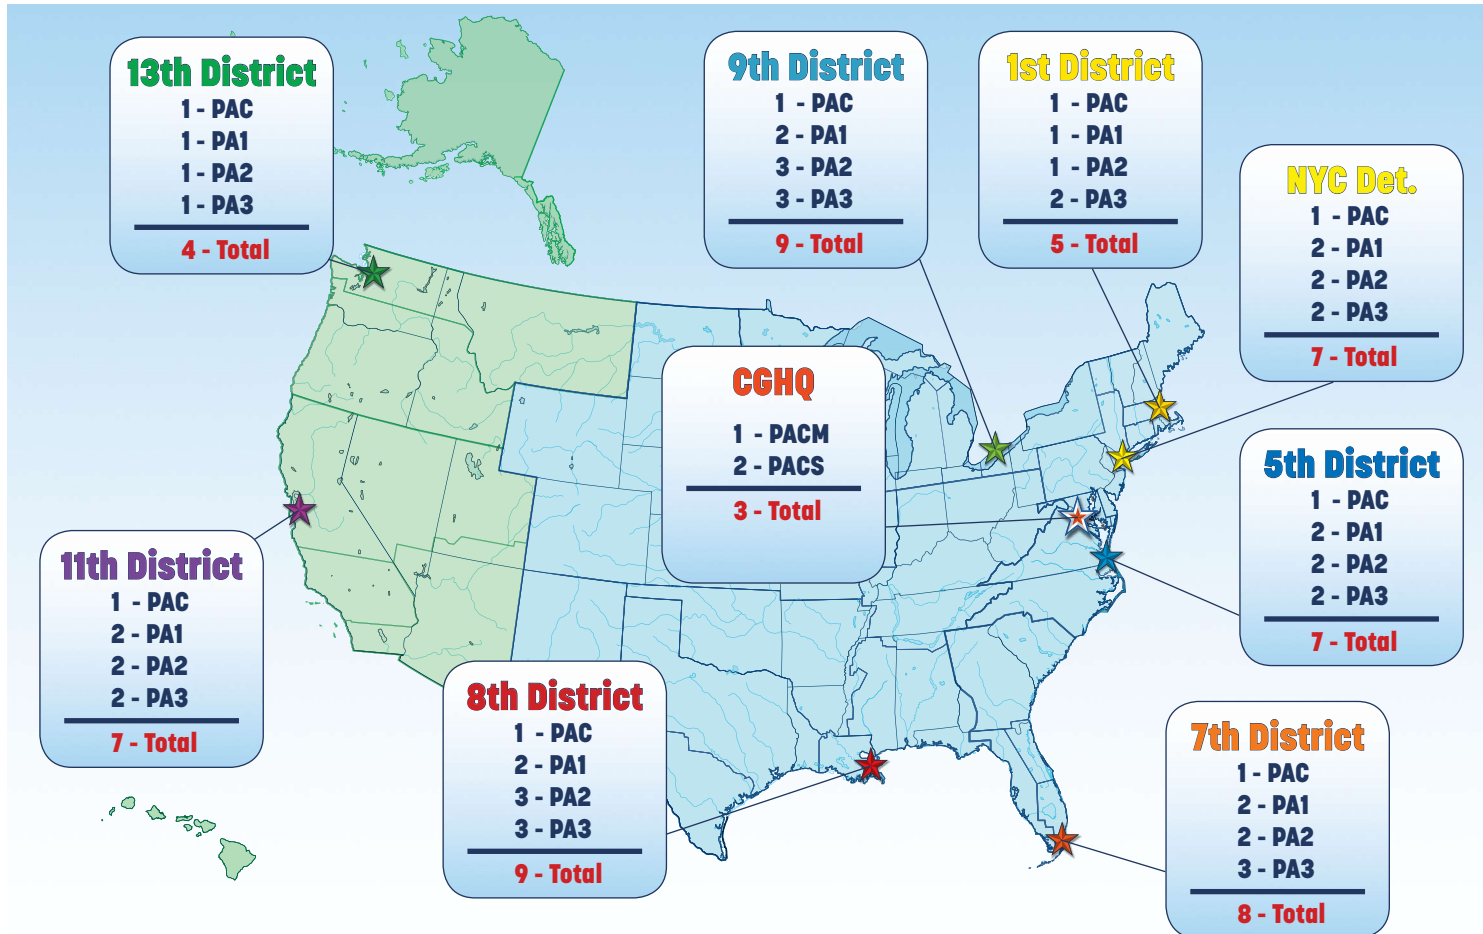 13th District
1 - PAC
1 - PA1
1 - PA2
1 - PA3
4 - Total
9th District
1 - PAC
2 - PA1
3 - PA2
3 - PA3
9 - Total
1st District
1 - PAC
1 - PA1
1 - PA2
2 - PA3
5 - Total
NYC Det.
1 - PAC
2 - PA1
2 - PA2
2 - PA3
7 - Total
CGHQ
1 - PACM
2 - PACS
3 - Total
5th District
1 - PAC
2 - PA1
2 - PA2
2 - PA3
7 - Total
11th District
1 - PAC
2 - PA1
2 - PA2
2 - PA3
7 - Total
8th District
1 - PAC
2 - PA1
3 - PA2
3 - PA3
9 - Total
7th District
1 - PAC
2 - PA1
2 - PA2
3 - PA3
8 - Total